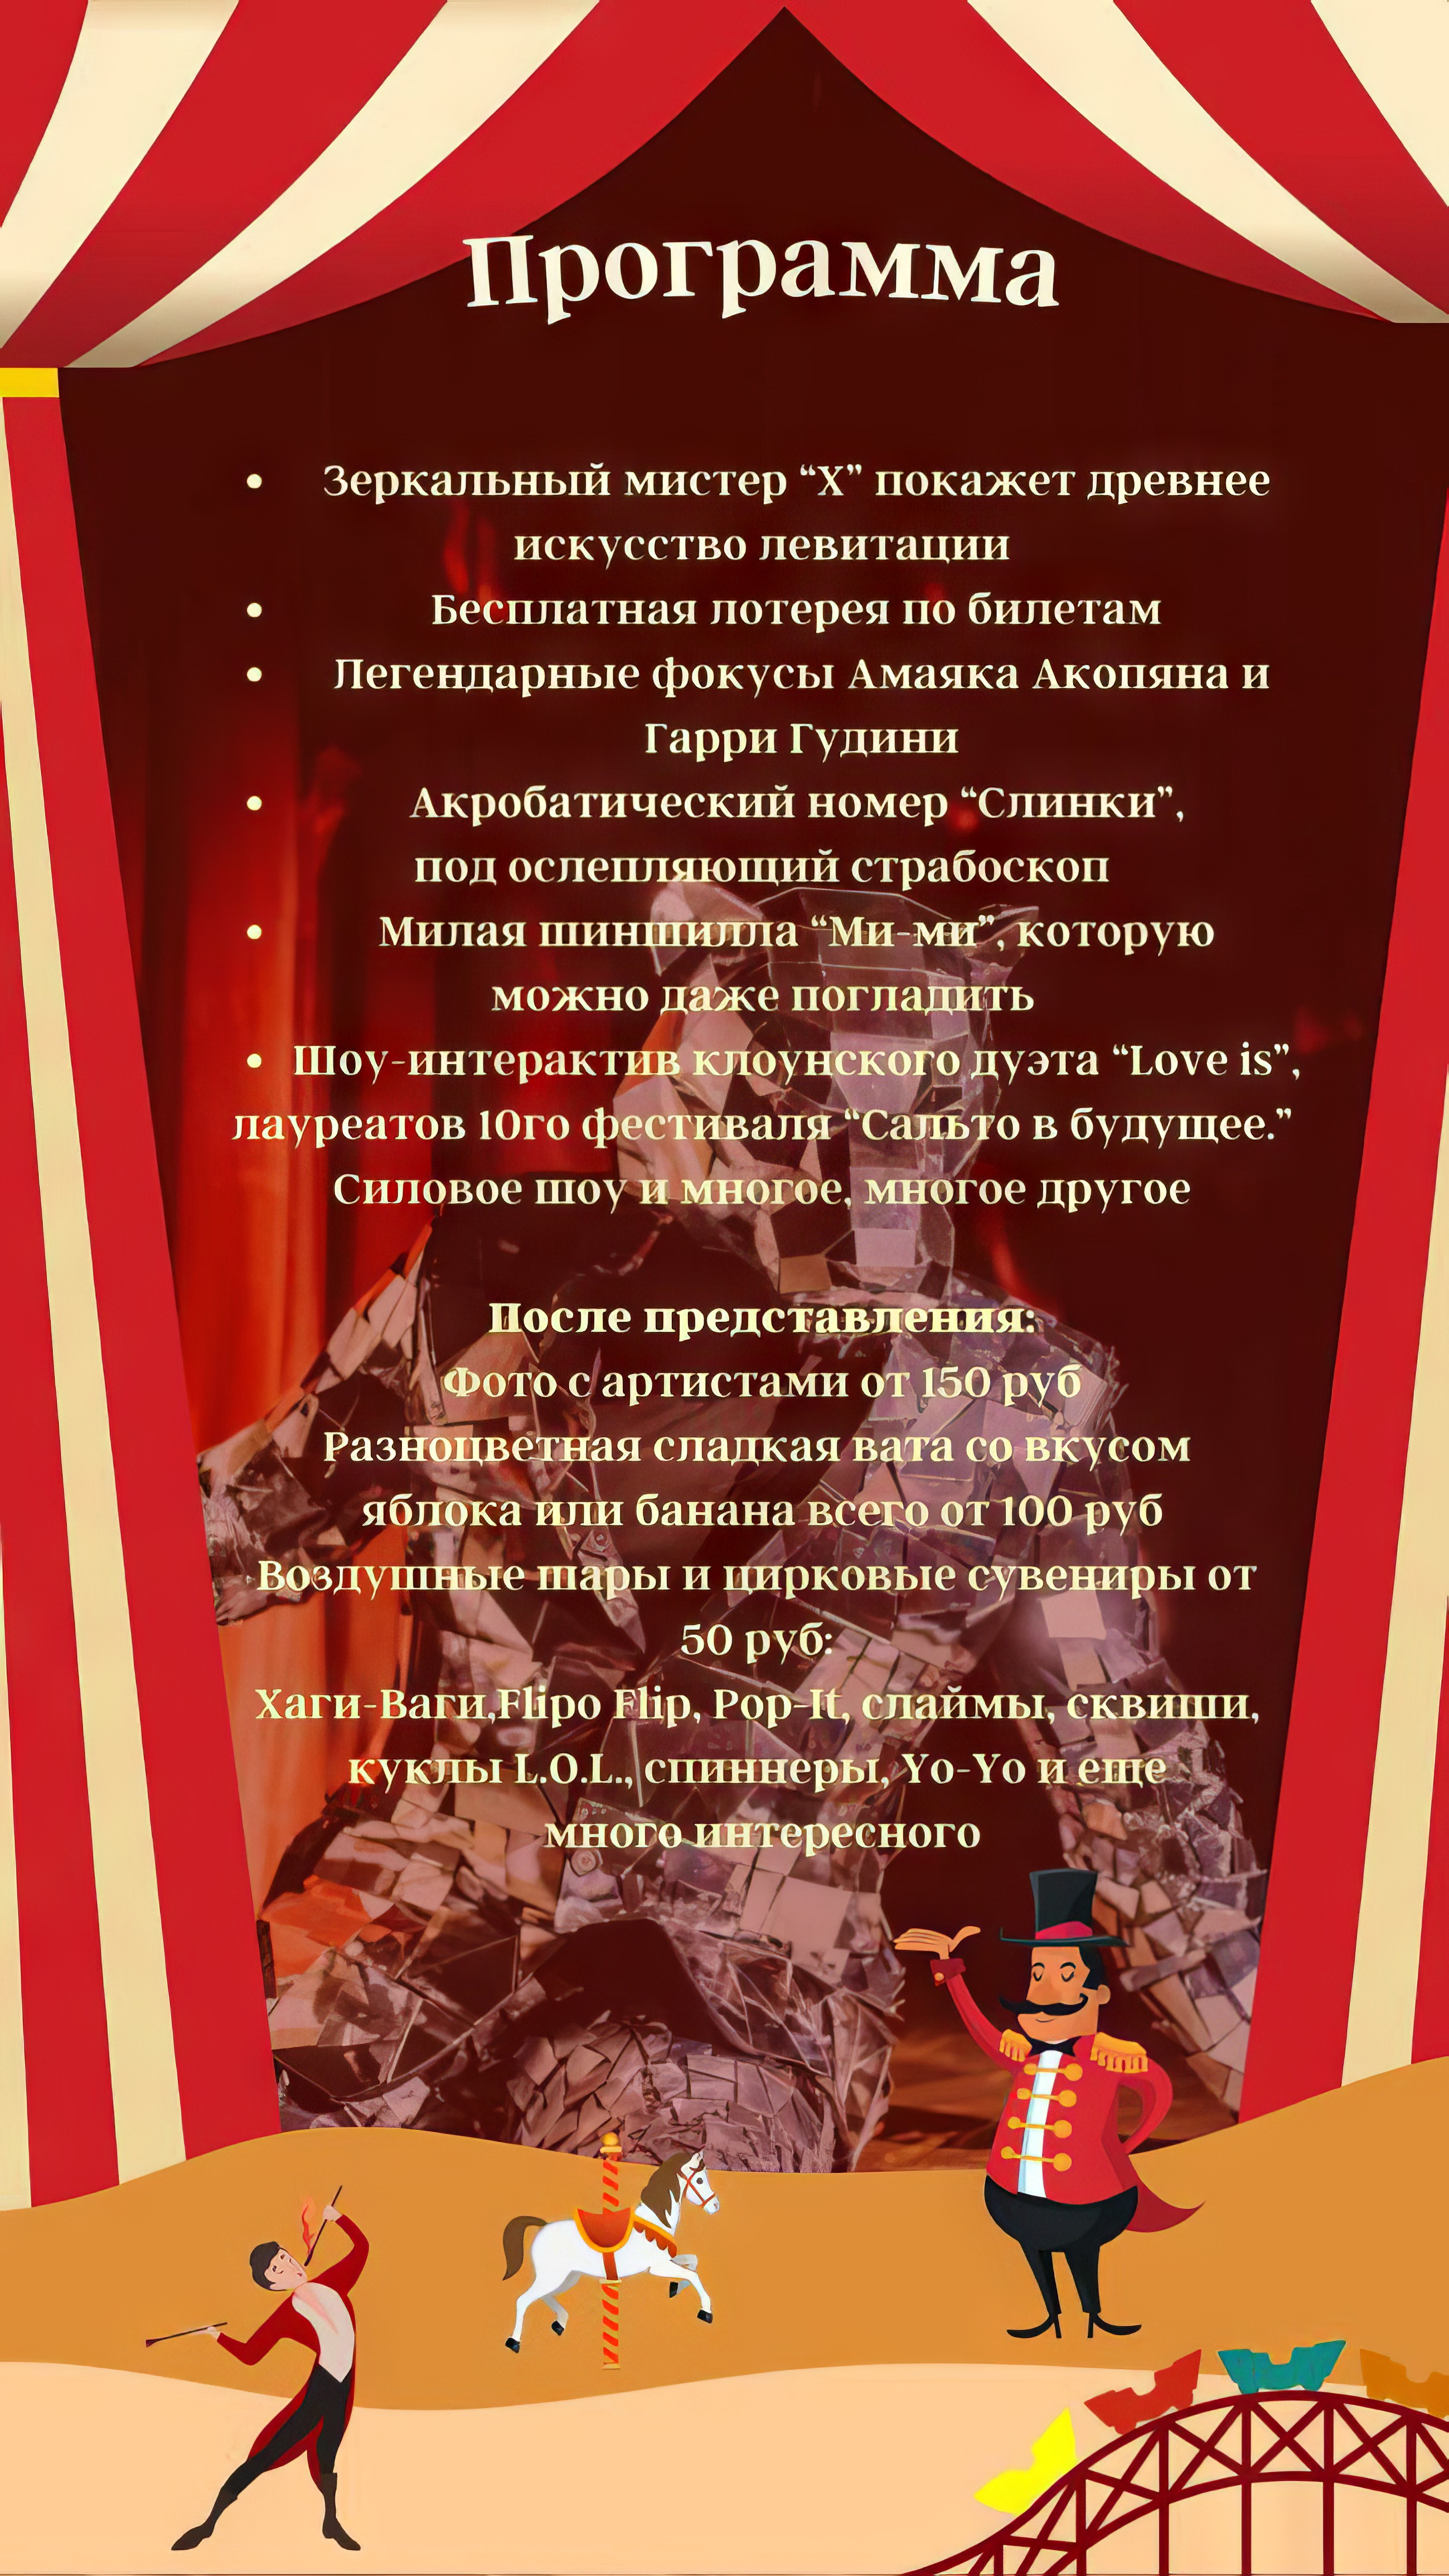 Программа
• Зеркальный мистер “Х” покажет древнее
искусство левитации
• Бесплатная лотерея по билетам
• Легендарные фокусы Амаяка Акопяна и
Гарри Гудини
• Акробатический номер “Слинки”,
под ослепляющий страбоскоп
• Милая шиншилла “Ми-ми”, которую
можно даже погладить
• Шоу-интерактив клоунского дуэта “Love is”,
лауреатов 10го фестиваля “Сальто в будущее.”
Силовое шоу и многое, многое другое
После представления:
Фото с артистами от 150 руб
Разноцветная сладкая вата со вкусом
яблока или банана всего от 100 руб
Воздушные шары и цирковые сувениры от
50 руб:
Хаги-Ваги,Flipo Flip, Pop-It, слаймы, сквиши,
куклы L.O.L., спиннеры, Yo-Yo и еще
много интересного